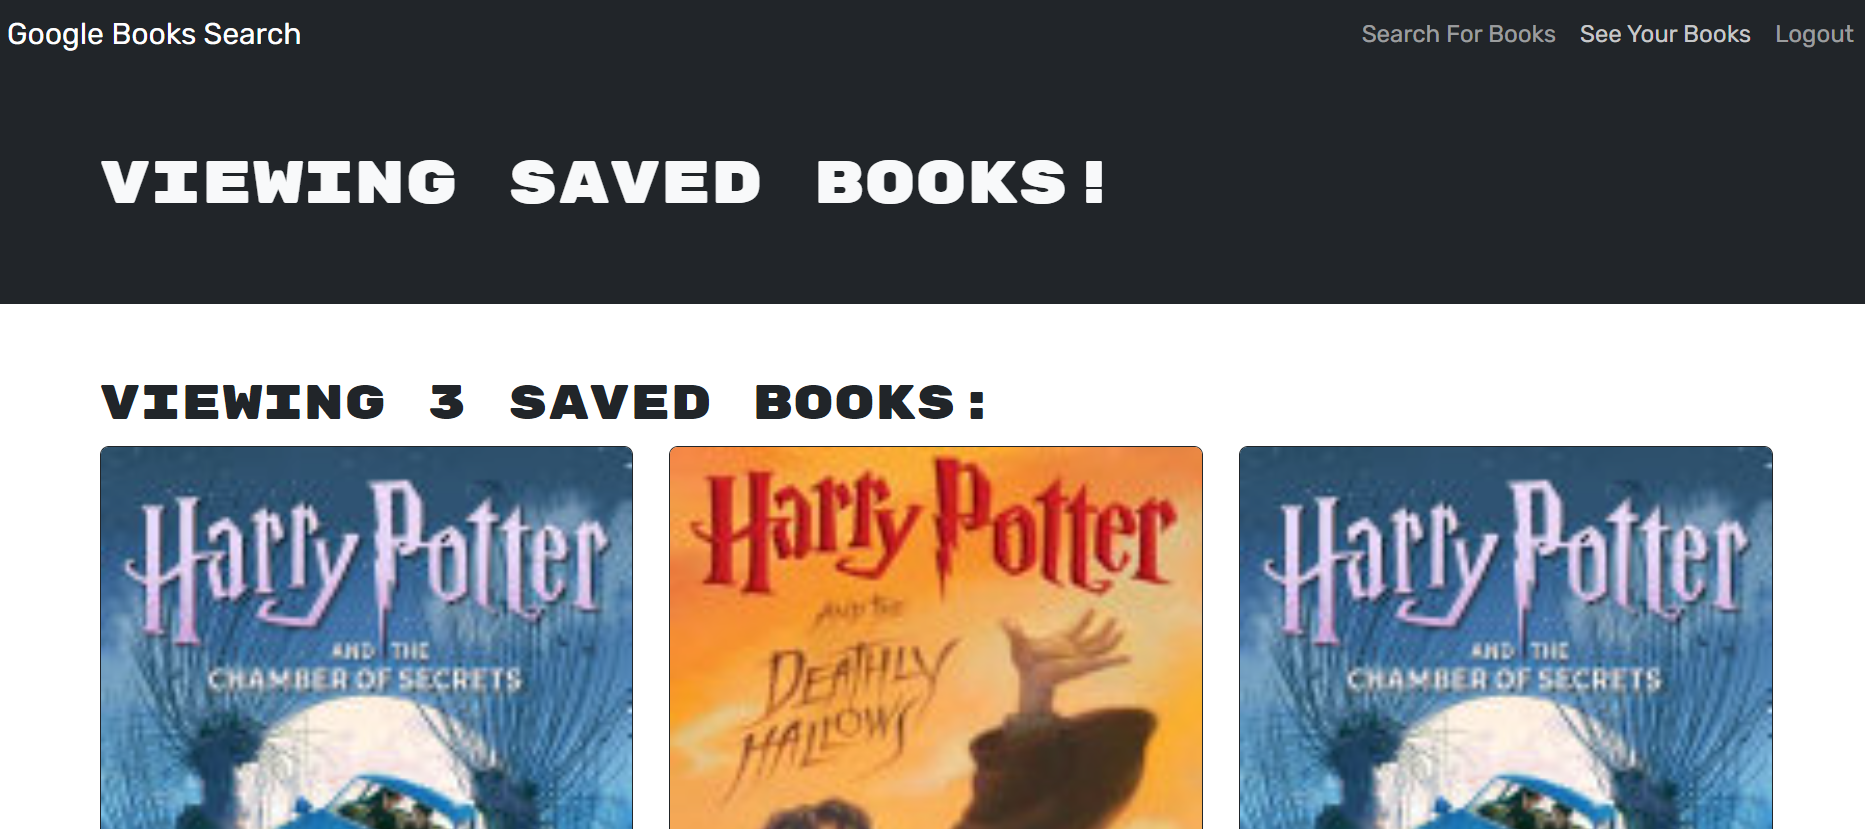 Google Books Search
Search For Books
See Your Books
Logout
VIEWING SAVED BOOKS!
VIEWING 3 SAVED BOOKS:
Harry Potter
AND THE
CHAMBER OF SECRETS
Harry Potter
AND THE
DEATHLY
HALLOWS
Harry Potter
AND THE
CHAMBER OF SECRETS